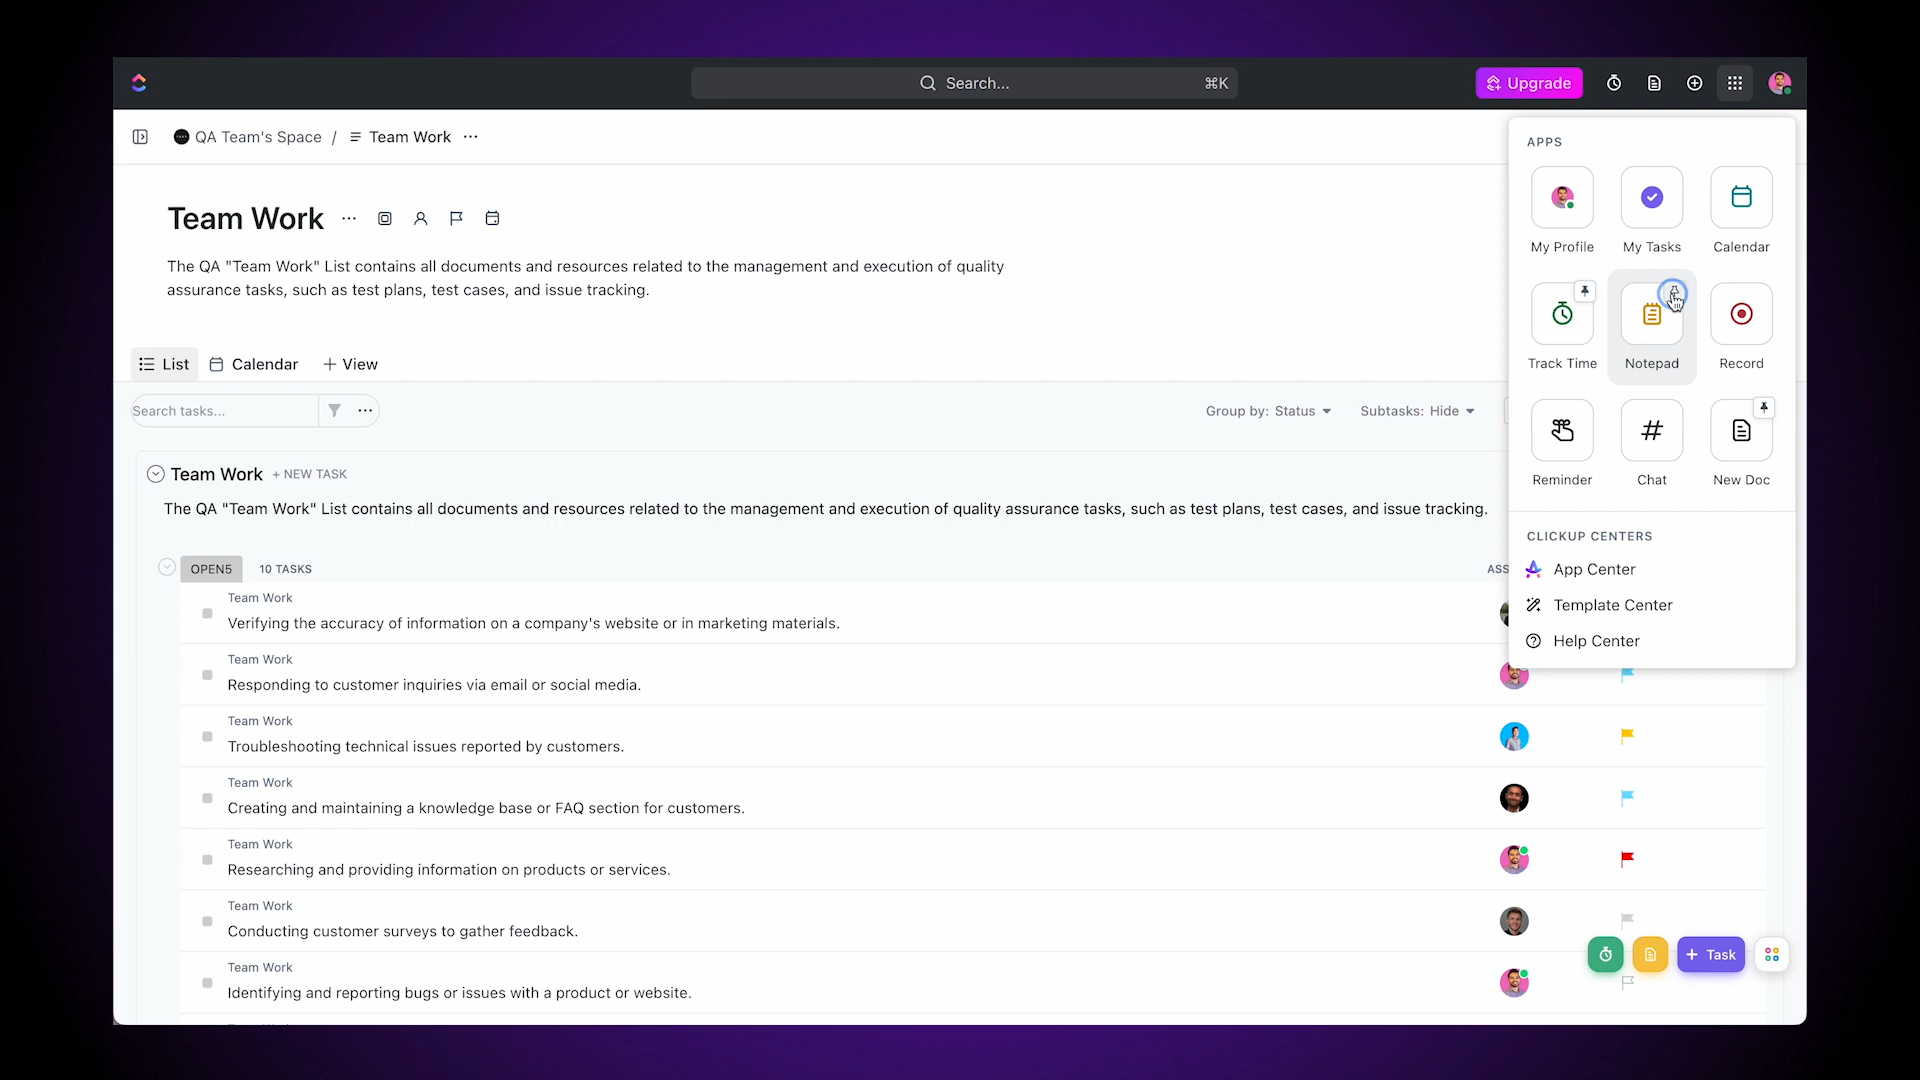 Search...
⌘K
Upgrade
QA Team's Space / Team Work
Team Work
The QA "Team Work" List contains all documents and resources related to the management and execution of quality
assurance tasks, such as test plans, test cases, and issue tracking.
List
Calendar
+ View
Search tasks...
Group by: Status
Subtasks: Hide
Team Work
+ NEW TASK
The QA "Team Work" List contains all documents and resources related to the management and execution of quality assurance tasks, such as test plans, test cases, and issue tracking.
OPEN5
10 TASKS
ASS
Team Work
Verifying the accuracy of information on a company's website or in marketing materials.
Team Work
Responding to customer inquiries via email or social media.
Team Work
Troubleshooting technical issues reported by customers.
Team Work
Creating and maintaining a knowledge base or FAQ section for customers.
Team Work
Researching and providing information on products or services.
Team Work
Conducting customer surveys to gather feedback.
Team Work
Identifying and reporting bugs or issues with a product or website.
+ Task
APPS
My Profile
My Tasks
Calendar
Track Time
Notepad
Record
Reminder
Chat
New Doc
CLICKUP CENTERS
App Center
Template Center
Help Center